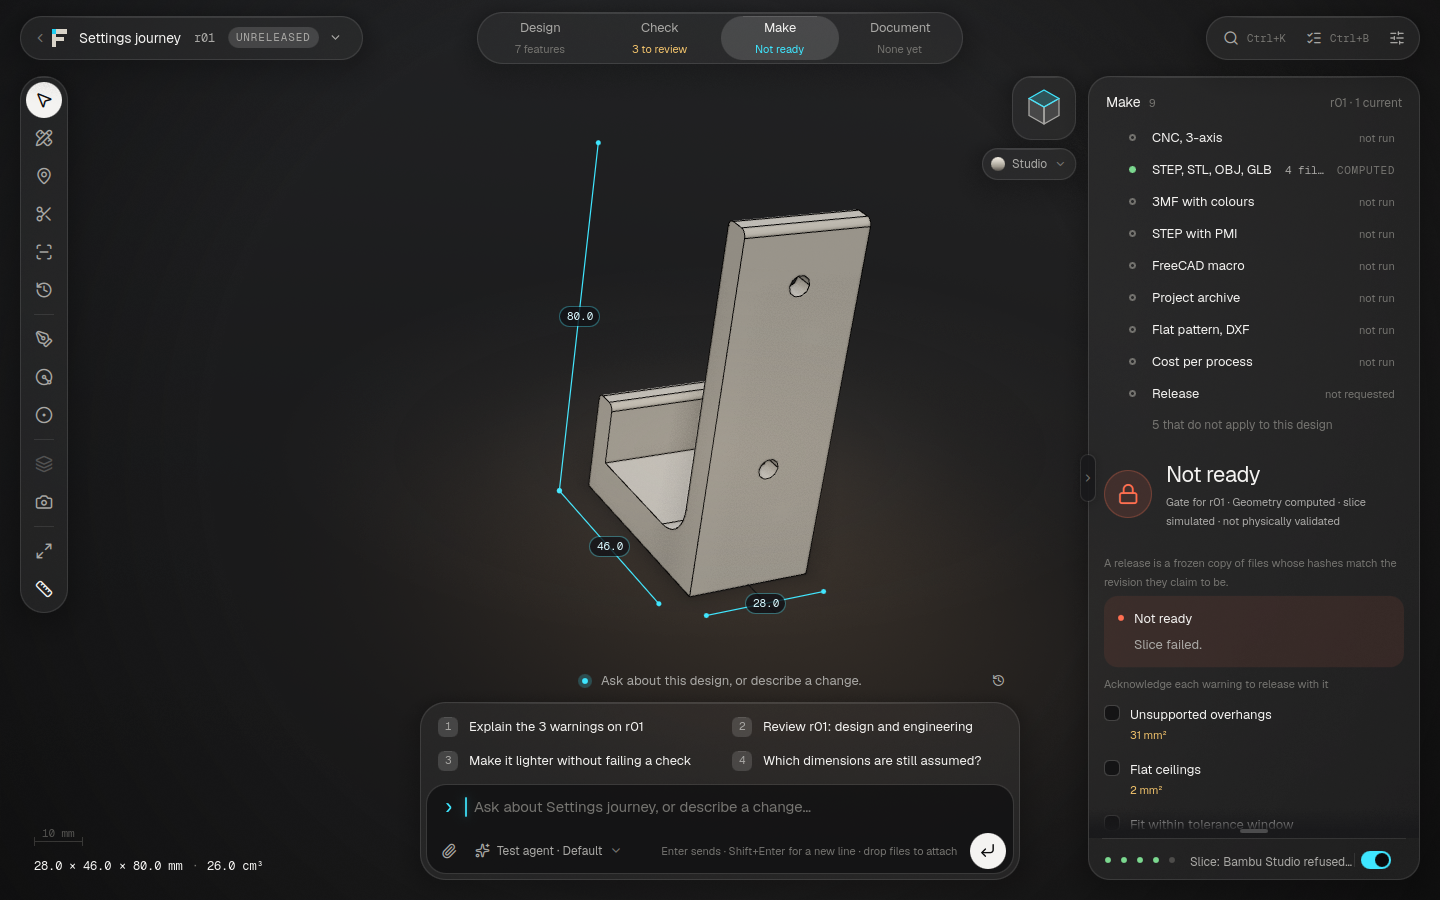 Settings journey r01 UNRELEASED
Design
7 features
Check
3 to review
Make
Not ready
Document
None yet
Ctrl+K
Ctrl+B
Studio
80.0
46.0
28.0
Make 9
r01 · 1 current
CNC, 3-axis not run
STEP, STL, OBJ, GLB 4 fil… COMPUTED
3MF with colours not run
STEP with PMI not run
FreeCAD macro not run
Project archive not run
Flat pattern, DXF not run
Cost per process not run
Release not requested
5 that do not apply to this design
Not ready
Gate for r01 · Geometry computed · slice
simulated · not physically validated
A release is a frozen copy of files whose hashes match the
revision they claim to be.
Not ready
Slice failed.
Acknowledge each warning to release with it
Unsupported overhangs
31 mm²
Flat ceilings
2 mm²
Fit within tolerance window
Slice: Bambu Studio refused…
Ask about this design, or describe a change.
1 Explain the 3 warnings on r01
2 Review r01: design and engineering
3 Make it lighter without failing a check
4 Which dimensions are still assumed?
Ask about Settings journey, or describe a change…
Test agent · Default
Enter sends · Shift+Enter for a new line · drop files to attach
10 mm
28.0 × 46.0 × 80.0 mm · 26.0 cm³